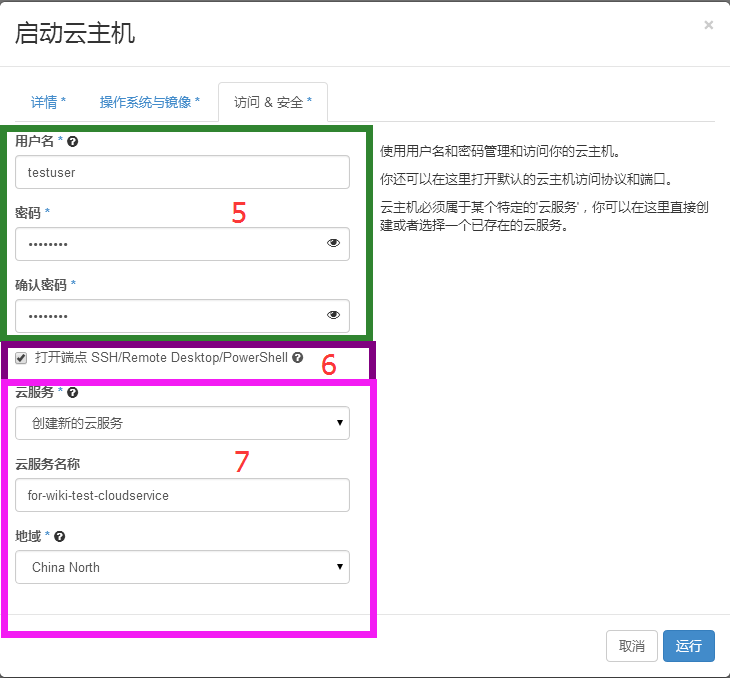 启动云主机
×
详情 *
操作系统与镜像 *
访问 & 安全 *
用户名 * ?
testuser
密码 *
••••••••
确认密码 *
••••••••
5
打开端点 SSH/Remote Desktop/PowerShell ?
6
云服务 * ?
创建新的云服务
云服务名称
7
for-wiki-test-cloudservice
地域 * ?
China North
使用用户名和密码管理和访问你的云主机。
你还可以在这里打开默认的云主机访问协议和端口。
云主机必须属于某个特定的'云服务'，你可以在这里直接创
建或者选择一个已存在的云服务。
取消
运行